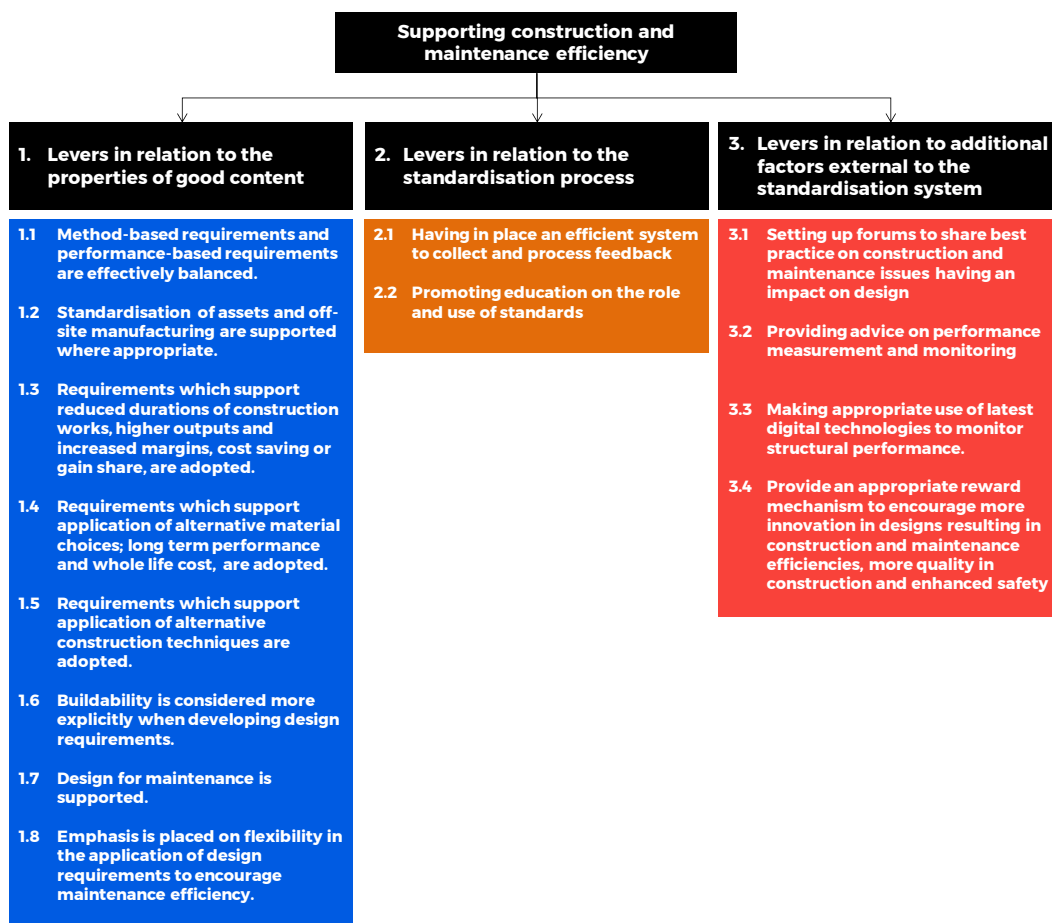 Supporting construction and
maintenance efficiency
1. Levers in relation to the
properties of good content
1.1 Method-based requirements and
performance-based requirements
are effectively balanced.
1.2 Standardisation of assets and off-
site manufacturing are supported
where appropriate.
1.3 Requirements which support
reduced durations of construction
works, higher outputs and
increased margins, cost saving or
gain share, are adopted.
1.4 Requirements which support
application of alternative material
choices; long term performance
and whole life cost, are adopted.
1.5 Requirements which support
application of alternative
construction techniques are
adopted.
1.6 Buildability is considered more
explicitly when developing design
requirements.
1.7 Design for maintenance is
supported.
1.8 Emphasis is placed on flexibility in
the application of design
requirements to encourage
maintenance efficiency.
2. Levers in relation to the
standardisation process
2.1 Having in place an efficient system
to collect and process feedback
2.2 Promoting education on the role
and use of standards
3. Levers in relation to additional
factors external to the
standardisation system
3.1 Setting up forums to share best
practice on construction and
maintenance issues having an
impact on design
3.2 Providing advice on performance
measurement and monitoring
3.3 Making appropriate use of latest
digital technologies to monitor
structural performance.
3.4 Provide an appropriate reward
mechanism to encourage more
innovation in designs resulting in
construction and maintenance
efficiencies, more quality in
construction and enhanced safety